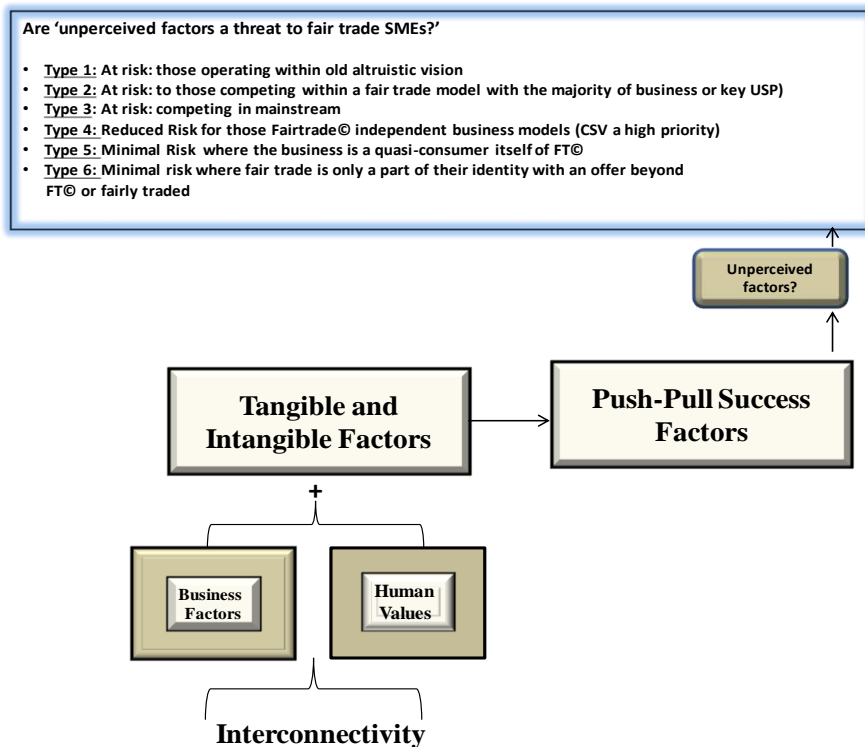 Are ‘unperceived factors a threat to fair trade SMEs?’
• Type 1: At risk: those operating within old altruistic vision
• Type 2: At risk: to those competing within a fair trade model with the majority of business or key USP)
• Type 3: At risk: competing in mainstream
• Type 4: Reduced Risk for those Fairtrade© independent business models (CSV a high priority)
• Type 5: Minimal Risk where the business is a quasi-consumer itself of FT©
• Type 6: Minimal risk where fair trade is only a part of their identity with an offer beyond
FT© or fairly traded
Unperceived
factors?
Tangible and
Intangible Factors
Push-Pull Success
Factors
+
Business
Factors
Human
Values
Interconnectivity